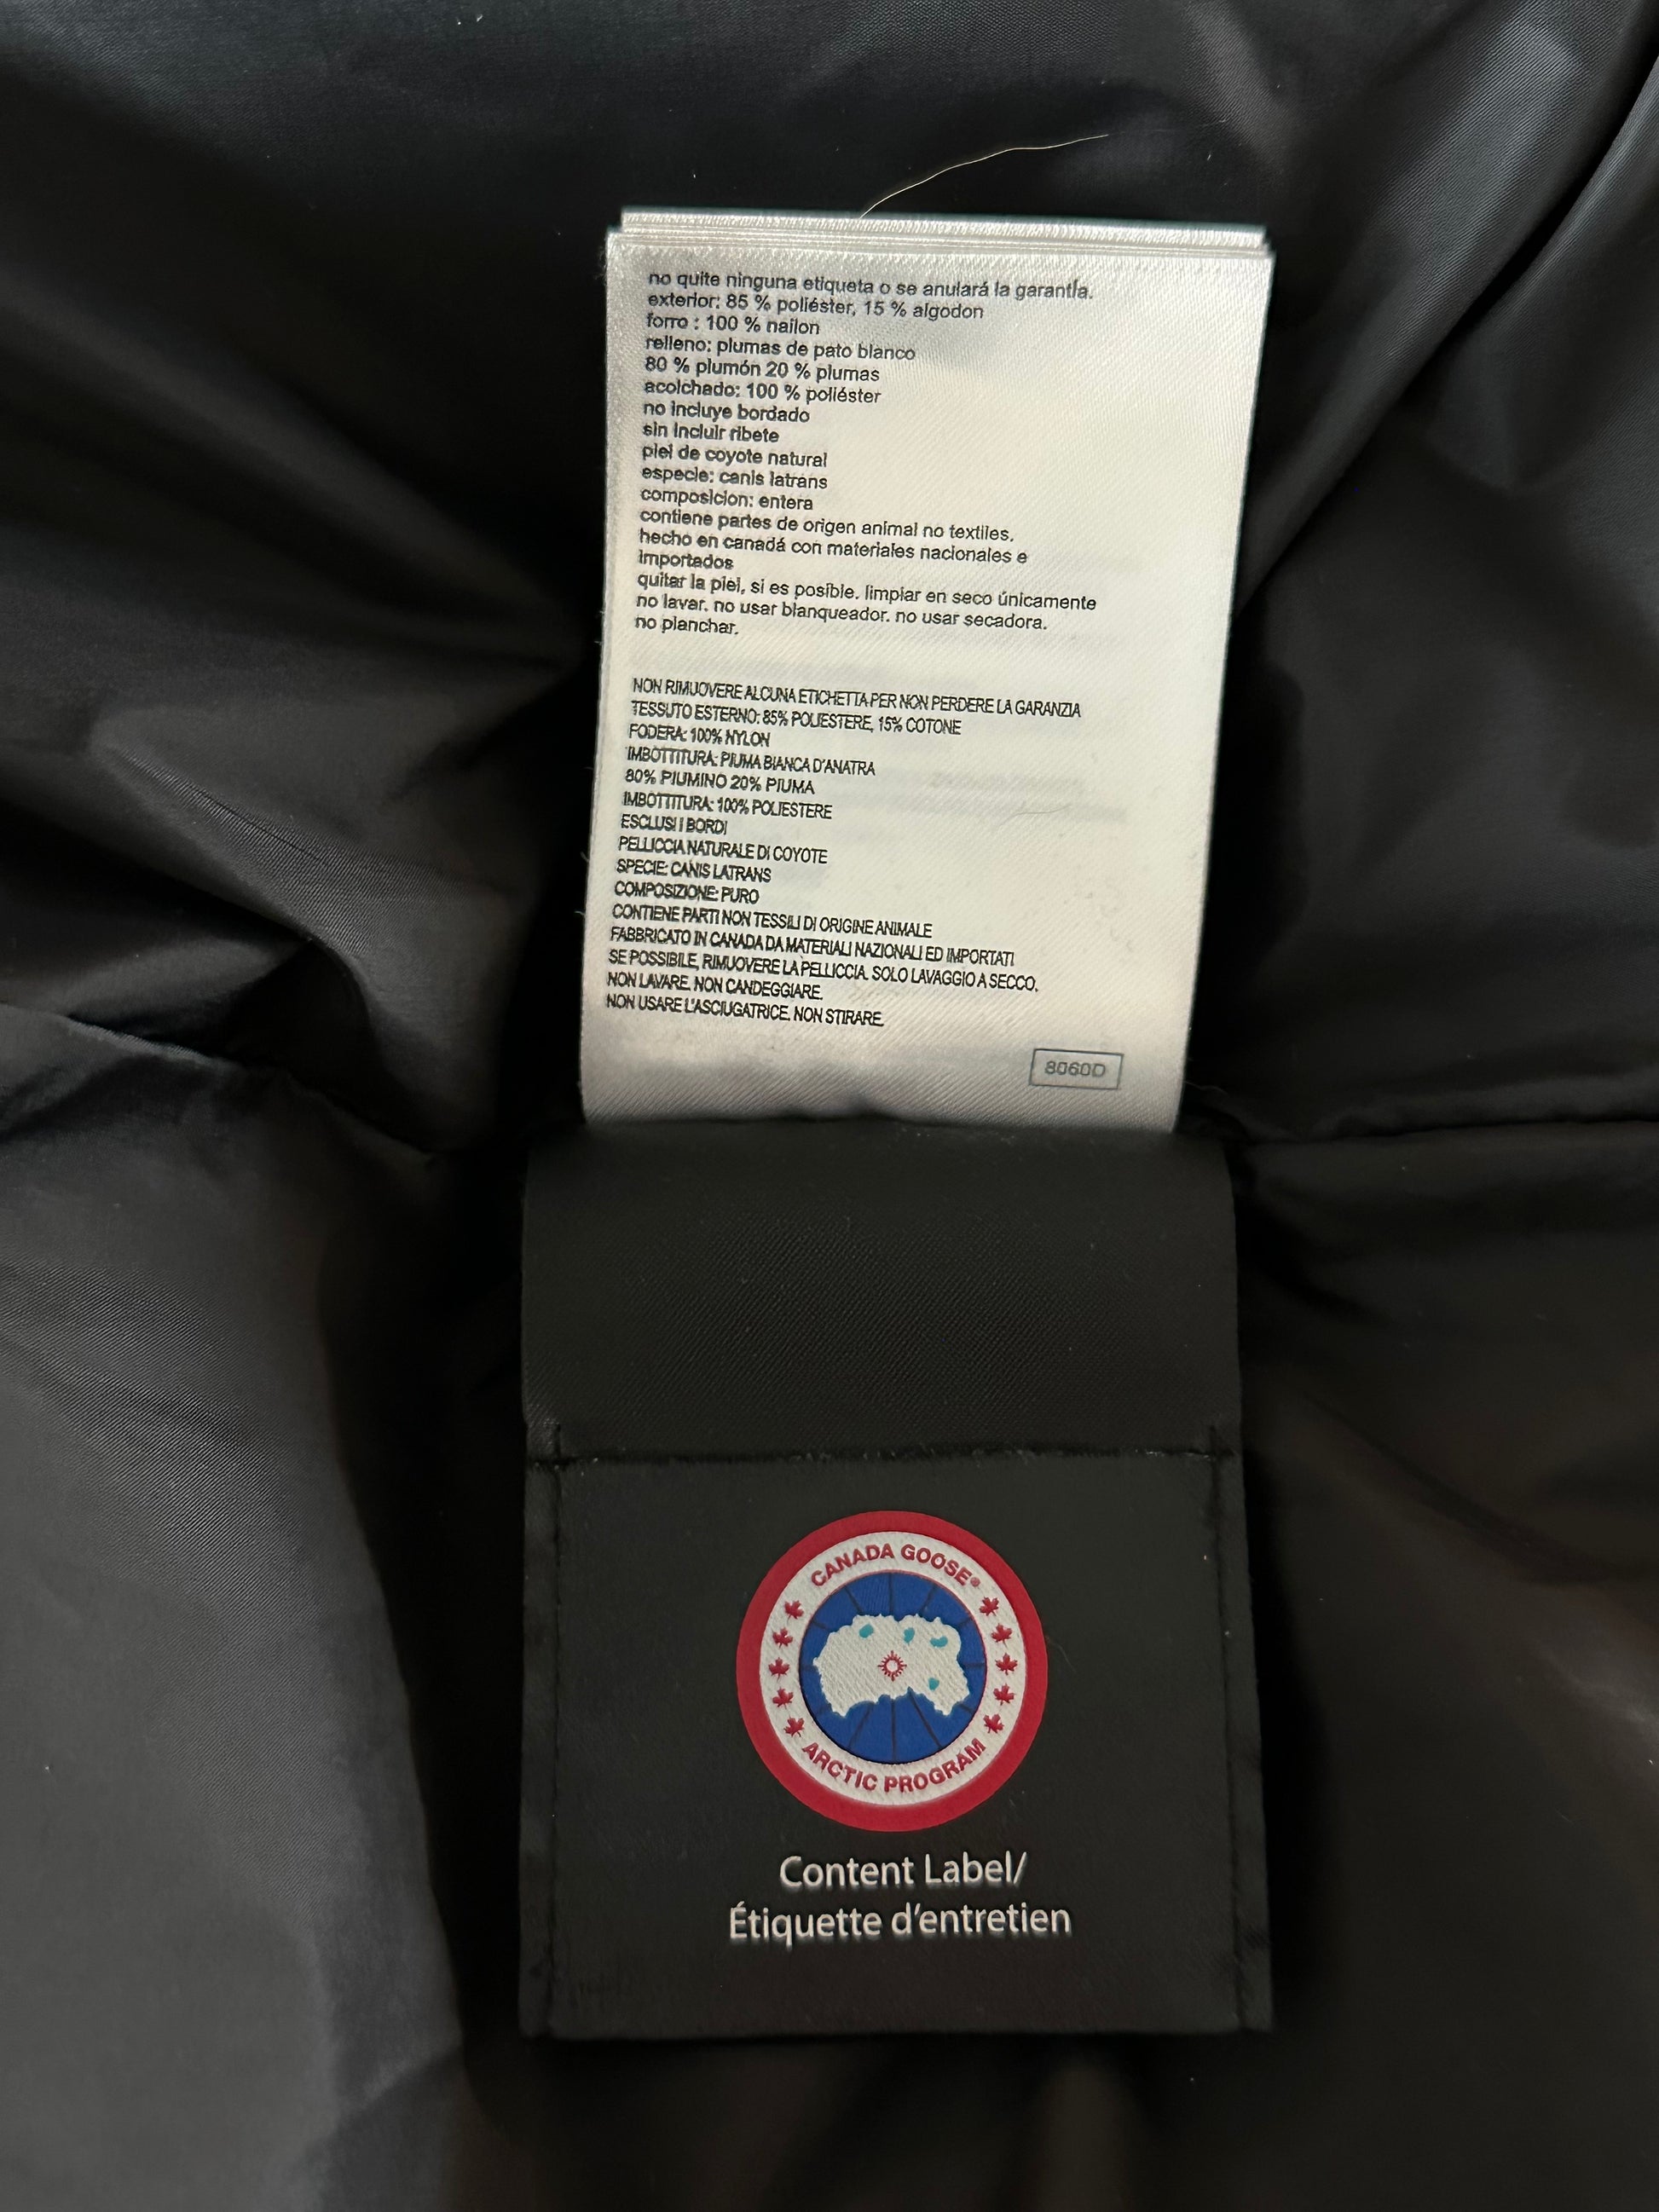 no quite ninguna etiqueta o se anulará la garantía.
exterior: 85 % poliéster, 15 % algodon
forro : 100 % nailon
relleno: plumas de pato blanco
80 % plumón 20 % plumas
acolchado: 100 % poliéster
no incluye bordado
sin incluir ribete
piel de coyote natural
especie: canis latrans
composicion: entera
contiene partes de origen animal no textiles.
hecho en canadá con materiales nacionales e
importados
quitar la piel, si es posible. limpiar en seco únicamente
no lavar. no usar blanqueador. no usar secadora.
no planchar.
NON RIMUOVERE ALCUNA ETICHETTA PER NON PERDERE LA GARANZIA
TESSUTO ESTERNO: 85% POLIESTERE, 15% COTONE
FODERA: 100% NYLON
IMBOTTITURA: PIUMA BIANCA D'ANATRA
80% PIUMINO 20% PIUMA
IMBOTTITURA: 100% POLIESTERE
ESCLUSI I BORDI
PELLICCIA NATURALE DI COYOTE
SPECIE: CANIS LATRANS
COMPOSIZIONE: PURO
CONTIENE PARTI NON TESSILI DI ORIGINE ANIMALE
FABBRICATO IN CANADA DA MATERIALI NAZIONALI ED IMPORTATI
SE POSSIBILE, RIMUOVERE LA PELLICCIA. SOLO LAVAGGIO A SECCO.
NON LAVARE. NON CANDEGGIARE.
NON USARE L'ASCIUGATRICE. NON STIRARE.
8060D
CANADA GOOSE®
ARCTIC PROGRAM
Content Label/
Étiquette d'entretien